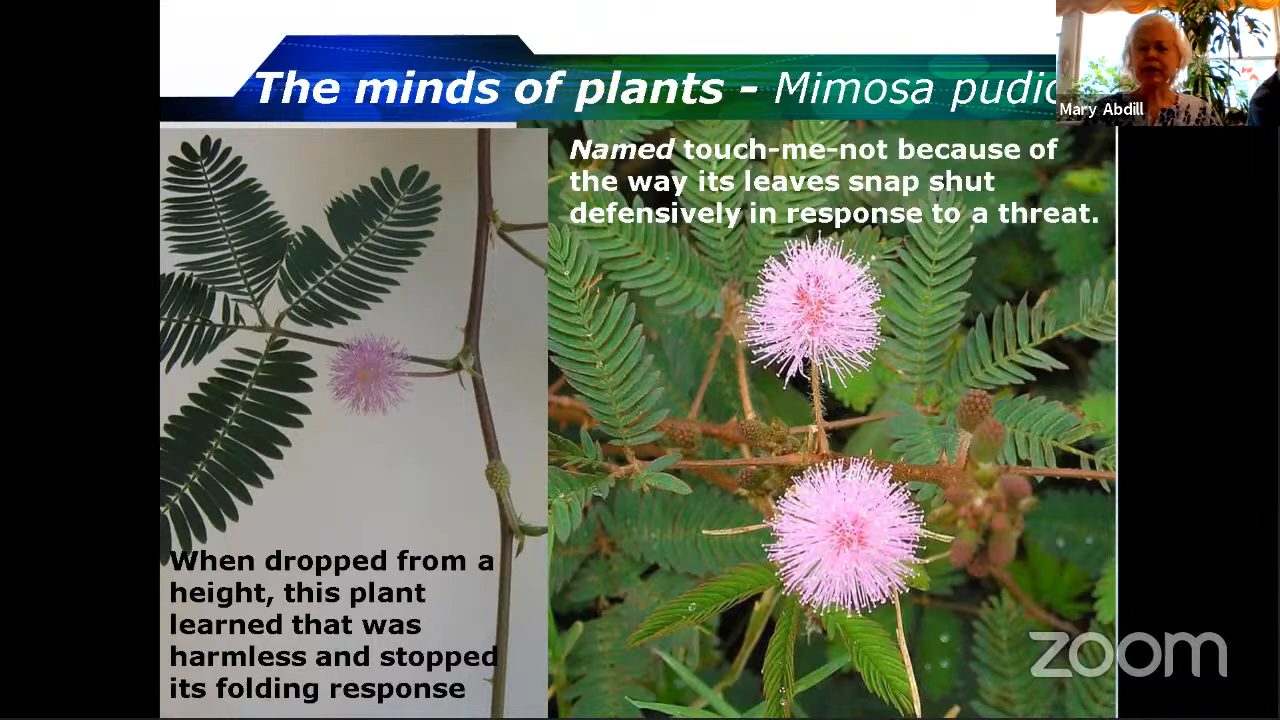 The minds of plants - Mimosa pudic
Mary Abdill
Named touch-me-not because of
the way its leaves snap shut
defensively in response to a threat.
When dropped from a
height, this plant
learned that was
harmless and stopped
its folding response
zoom